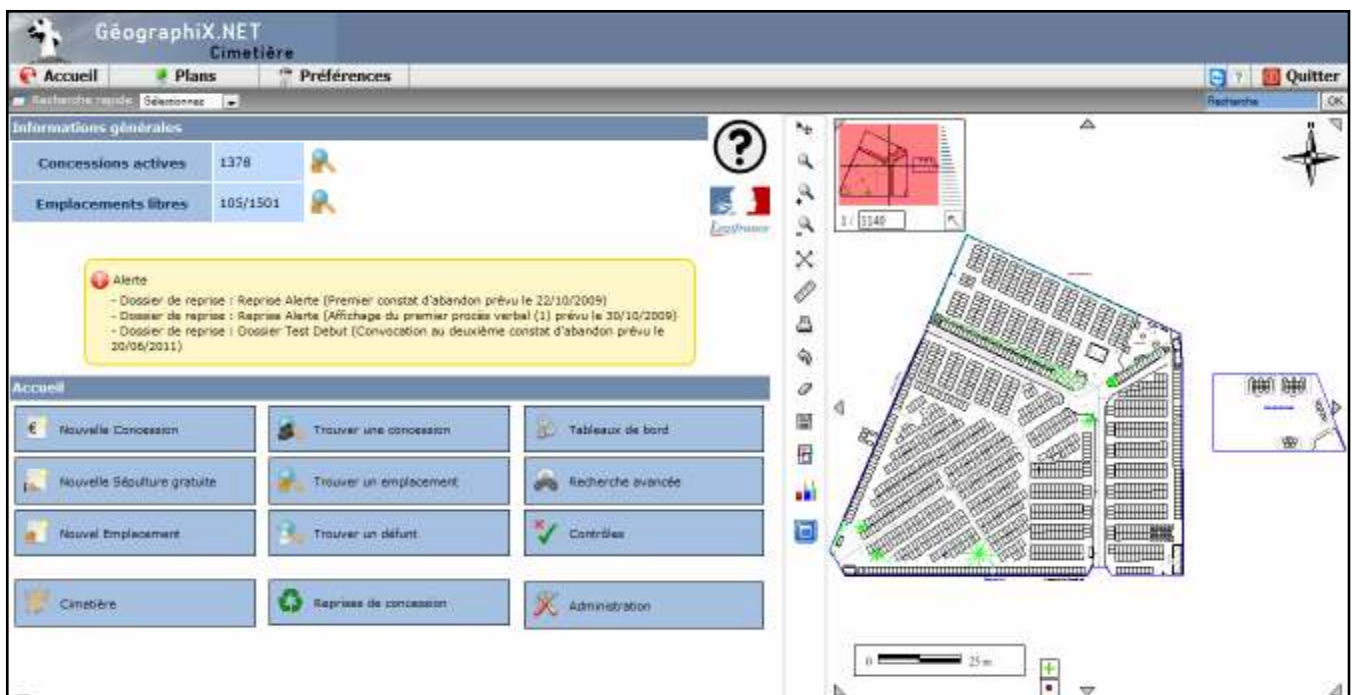 GéographiX.NET
Cimetière
Accueil Plans Préférences ? Quitter
Recherche rapide Sélectionnez Recherche OK
Informations générales
Concessions actives 1378
Emplacements libres 105/1501
Legifrance
Alerte
- Dossier de reprise : Reprise Alerte (Premier constat d'abandon prévu le 22/10/2009)
- Dossier de reprise : Reprise Alerte (Affichage du premier procès verbal (1) prévu le 30/10/2009)
- Dossier de reprise : Dossier Test Debut (Convocation au deuxième constat d'abandon prévu le
20/06/2011)
Accueil
Nouvelle Concession Trouver une concession Tableaux de bord
Nouvelle Sépulture gratuite Trouver un emplacement Recherche avancée
Nouvel Emplacement Trouver un défunt Contrôles
Cimetière Reprises de concession Administration
1 / 1140
N
0 25 m